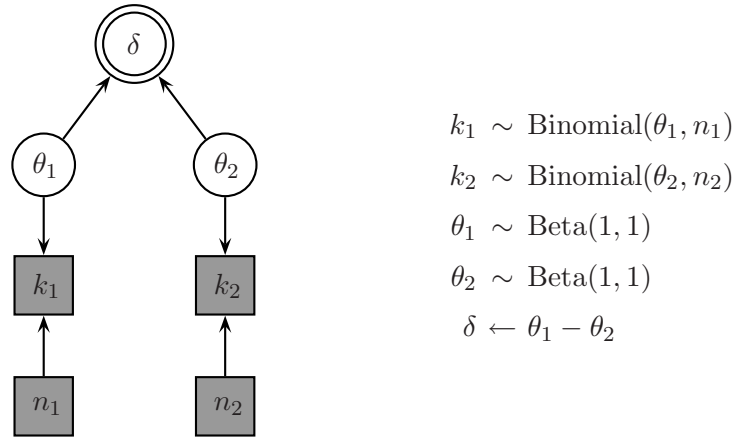 δ
θ₁ θ₂
k₁ k₂
n₁ n₂
k₁ ∼ Binomial(θ₁, n₁)
k₂ ∼ Binomial(θ₂, n₂)
θ₁ ∼ Beta(1, 1)
θ₂ ∼ Beta(1, 1)
δ ← θ₁ − θ₂